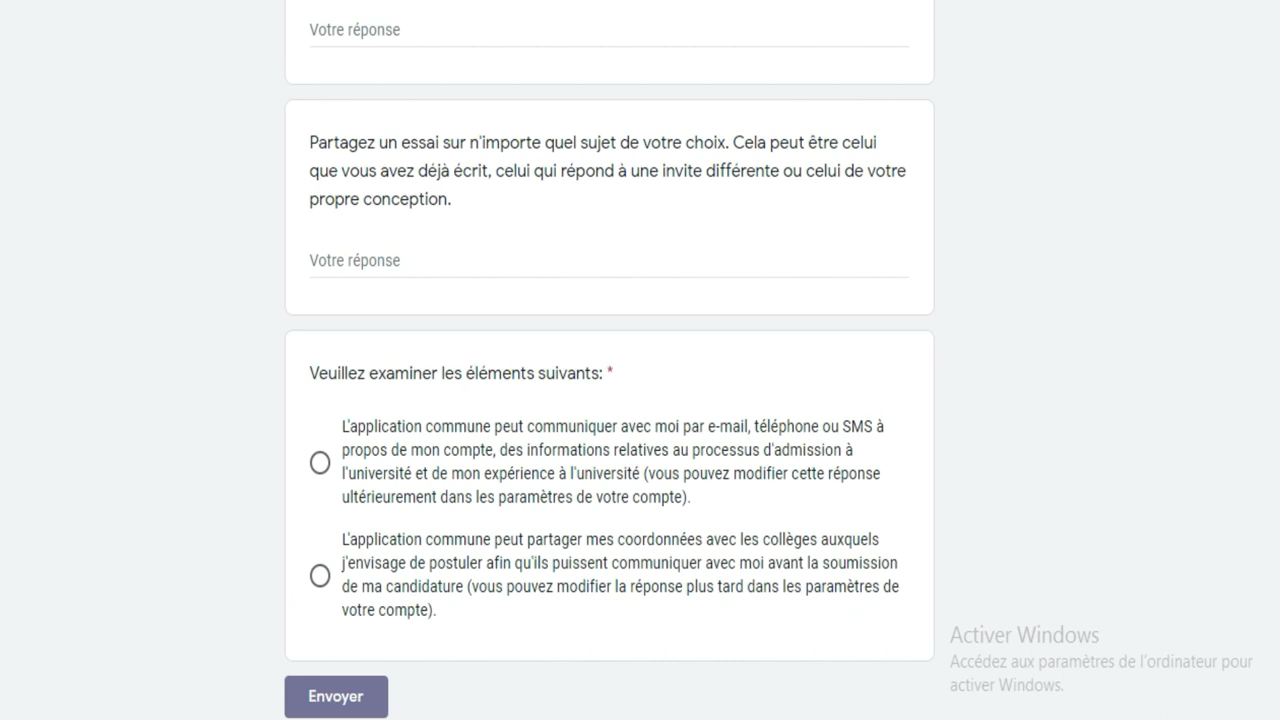 Votre réponse
Partagez un essai sur n'importe quel sujet de votre choix. Cela peut être celui
que vous avez déjà écrit, celui qui répond à une invite différente ou celui de votre
propre conception.
Votre réponse
Veuillez examiner les éléments suivants: *
L'application commune peut communiquer avec moi par e-mail, téléphone ou SMS à
propos de mon compte, des informations relatives au processus d'admission à
l'université et de mon expérience à l'université (vous pouvez modifier cette réponse
ultérieurement dans les paramètres de votre compte).
L'application commune peut partager mes coordonnées avec les collèges auxquels
j'envisage de postuler afin qu'ils puissent communiquer avec moi avant la soumission
de ma candidature (vous pouvez modifier la réponse plus tard dans les paramètres de
votre compte).
Activer Windows
Accédez aux paramètres de l'ordinateur pour
activer Windows.
Envoyer